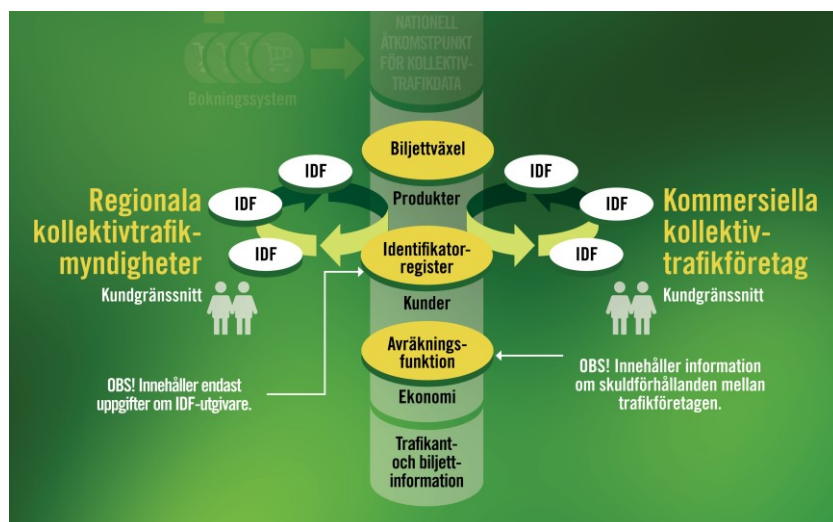 NATIONELL
ÅTKOMSTPUNKT
FÖR KOLLEKTIV-
TRAFIKDATA
Bokningssystem
Biljettväxel
IDF
IDF
IDF
IDF
IDF
IDF
Produkter
Regionala
kollektivtrafik-
myndigheter
Kundgränssnitt
Kommersiella
kollektiv-
trafikföretag
Kundgränssnitt
Identifikator-
register
Kunder
Avräknings-
funktion
Ekonomi
OBS! Innehåller endast
uppgifter om IDF-utgivare.
OBS! Innehåller information
om skuldförhållanden mellan
trafikföretagen.
Trafikant-
och biljett-
information